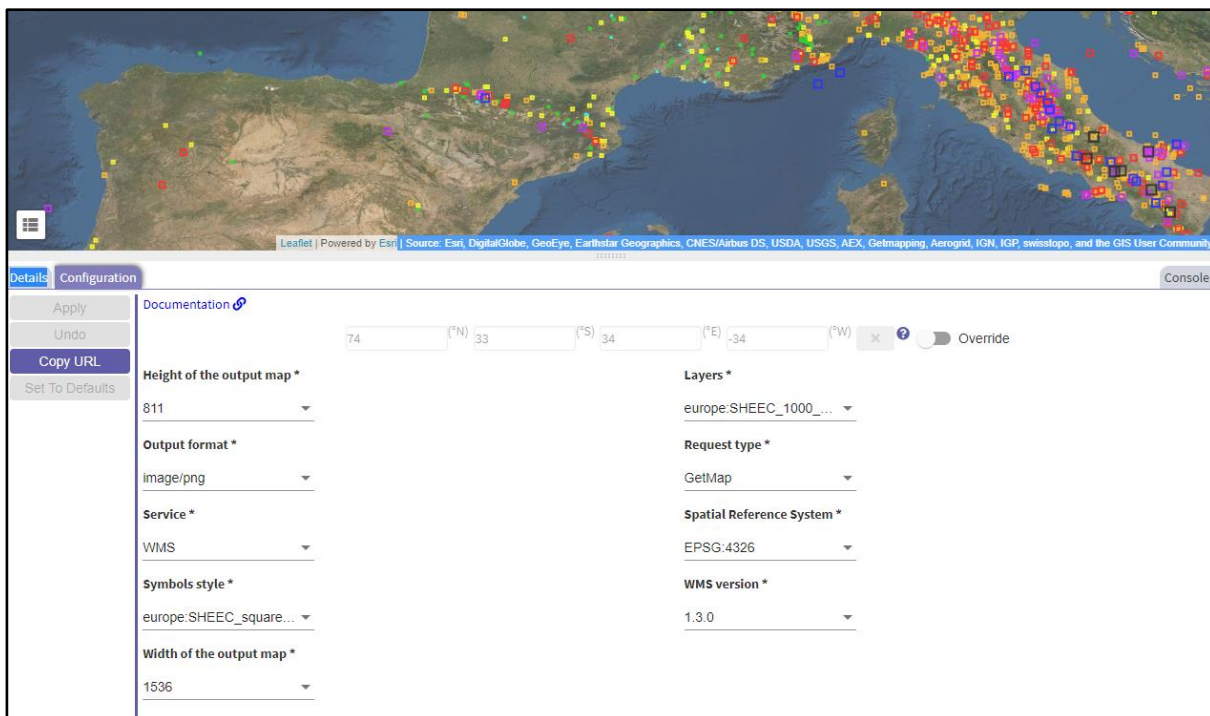 Leaflet | Powered by Esri | Source: Esri, DigitalGlobe, GeoEye, Earthstar Geographics, CNES/Airbus DS, USDA, USGS, AEX, Getmapping, Aerogrid, IGN, IGP, swisstopo, and the GIS User Community
Details Configuration Console
Apply Documentation
Undo 74 (°N) 33 (°S) 34 (°E) -34 (°W) × ? Override
Copy URL
Set To Defaults
Height of the output map * Layers *
811 europe:SHEEC_1000_...
Output format * Request type *
image/png GetMap
Service * Spatial Reference System *
WMS EPSG:4326
Symbols style * WMS version *
europe:SHEEC_square... 1.3.0
Width of the output map *
1536